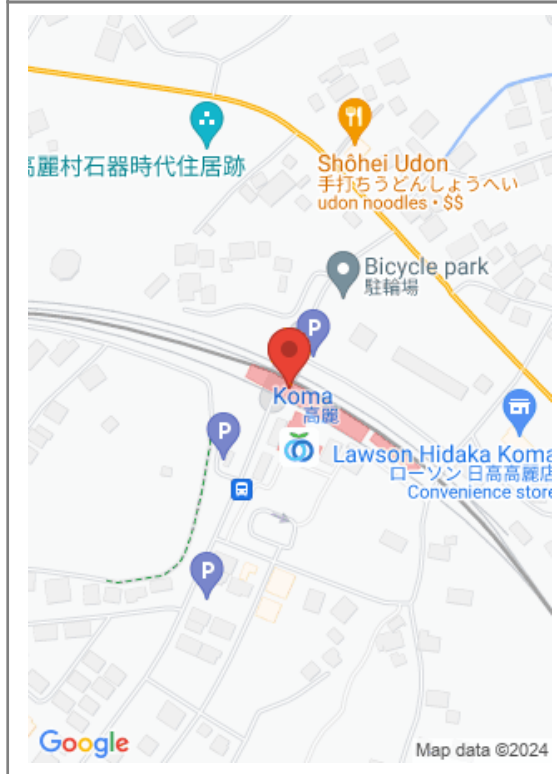 高麗村石器時代住居跡
Shōhei Udon
手打ちうどんしょうへい
udon noodles • $$
Bicycle park
駐輪場
P
Koma
高麗
P
Lawson Hidaka Koma
ローソン 日高高麗店
Convenience store
P
Google
Map data ©2024